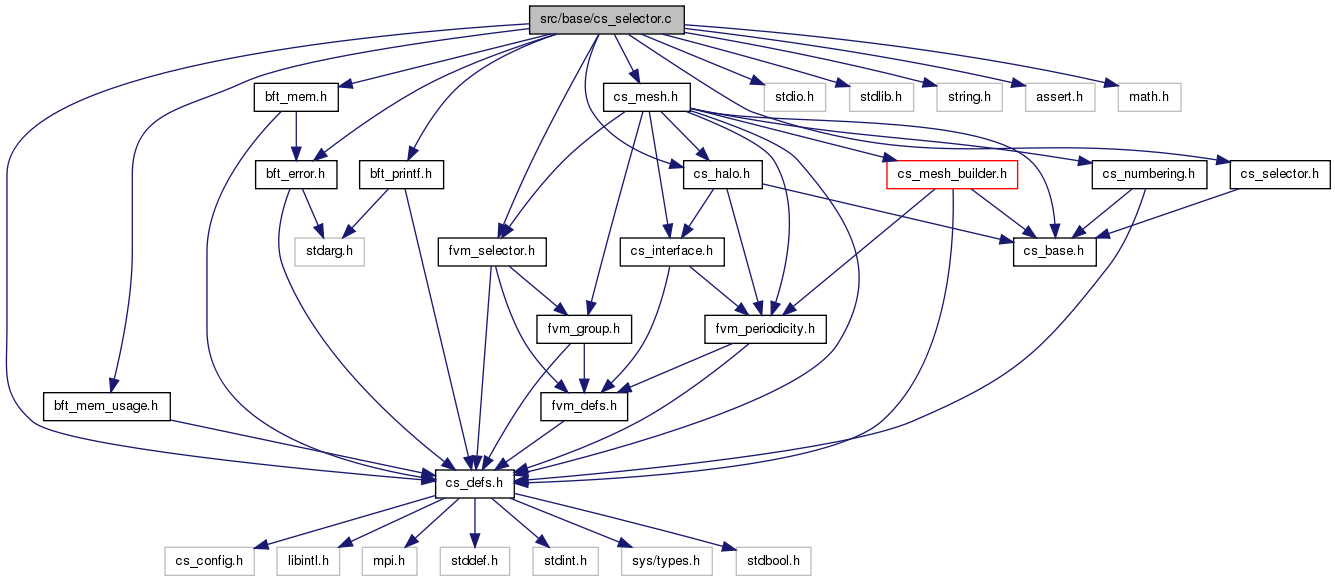 src/base/cs_selector.c
bft_mem.h
cs_mesh.h
stdio.h
stdlib.h
string.h
assert.h
math.h
bft_error.h
bft_printf.h
cs_halo.h
cs_mesh_builder.h
cs_numbering.h
cs_selector.h
stdarg.h
fvm_selector.h
cs_interface.h
cs_base.h
fvm_group.h
fvm_periodicity.h
bft_mem_usage.h
fvm_defs.h
cs_defs.h
cs_config.h
libintl.h
mpi.h
stddef.h
stdint.h
sys/types.h
stdbool.h